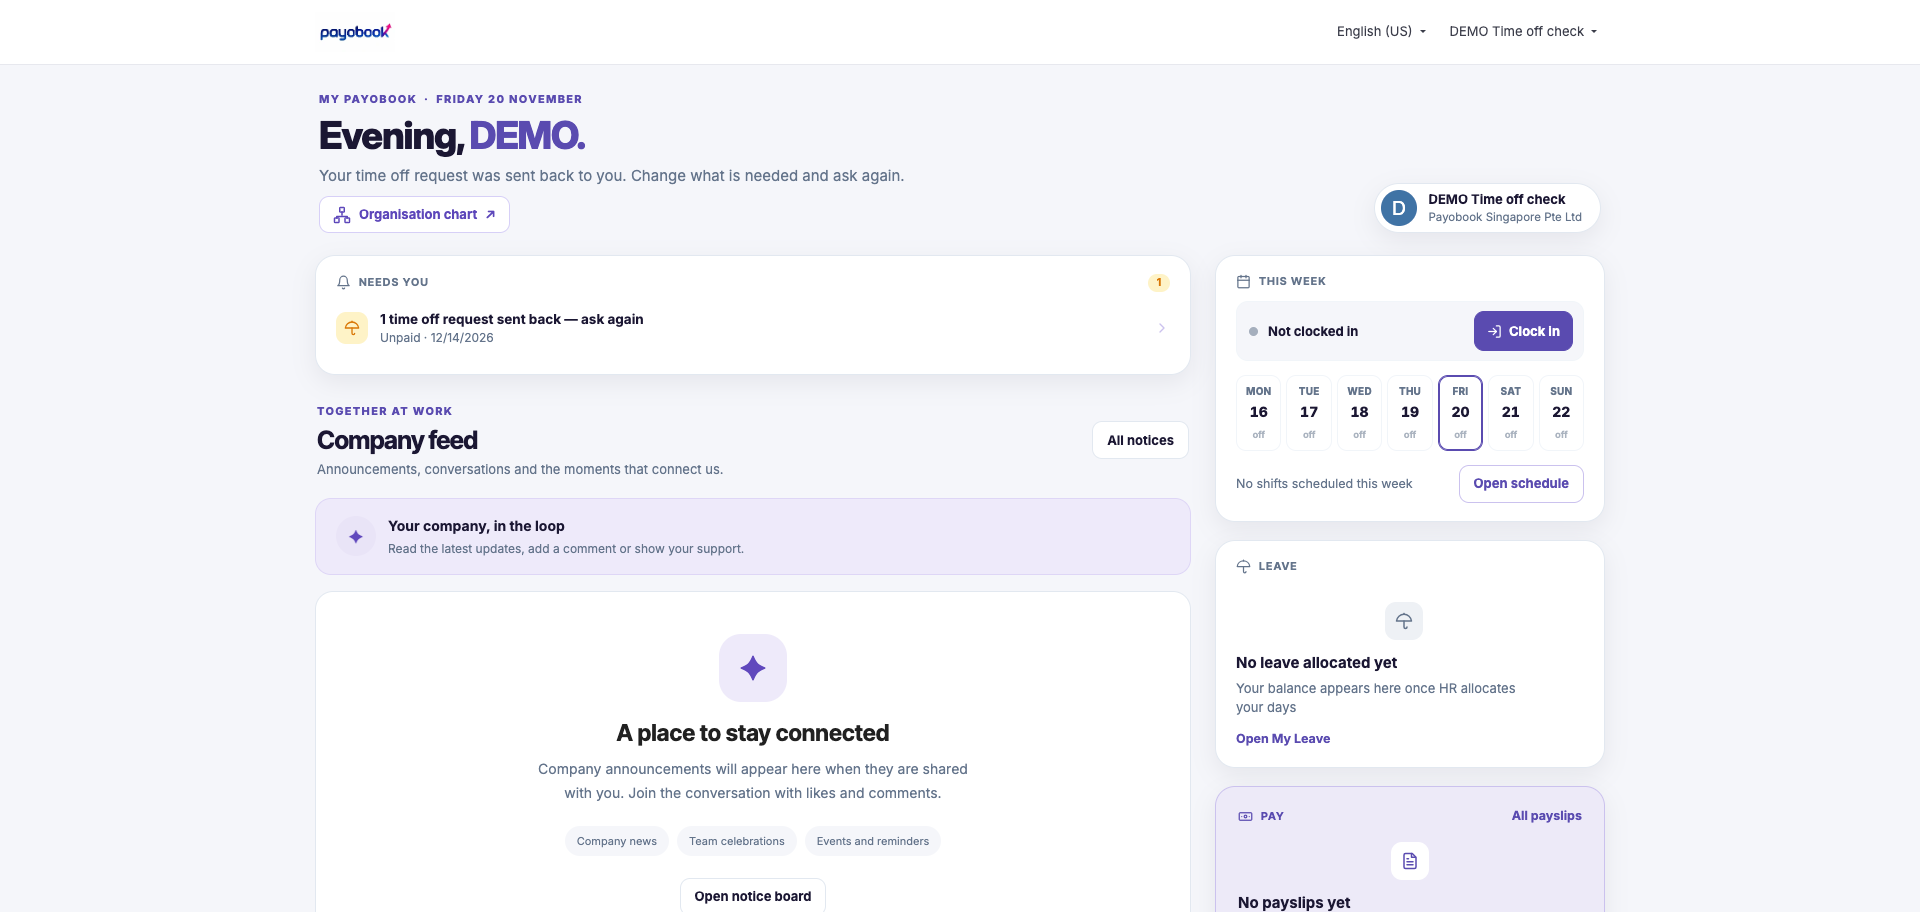 payobook
English (US)
DEMO Time off check
MY PAYOBOOK · FRIDAY 20 NOVEMBER
Evening, DEMO.
Your time off request was sent back to you. Change what is needed and ask again.
Organisation chart
D
DEMO Time off check
Payobook Singapore Pte Ltd
NEEDS YOU
1
1 time off request sent back — ask again
Unpaid · 12/14/2026
TOGETHER AT WORK
Company feed
Announcements, conversations and the moments that connect us.
All notices
Your company, in the loop
Read the latest updates, add a comment or show your support.
A place to stay connected
Company announcements will appear here when they are shared
with you. Join the conversation with likes and comments.
Company news
Team celebrations
Events and reminders
Open notice board
THIS WEEK
Not clocked in
Clock in
MON TUE WED THU FRI SAT SUN
16 17 18 19 20 21 22
off off off off off off off
No shifts scheduled this week
Open schedule
LEAVE
No leave allocated yet
Your balance appears here once HR allocates
your days
Open My Leave
PAY
All payslips
No payslips yet